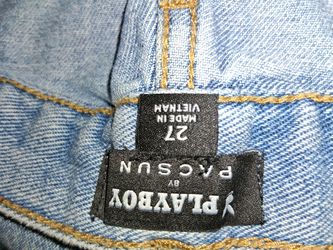 PLAYBOY
BY
PACSUN
27
MADE IN
VIETNAM